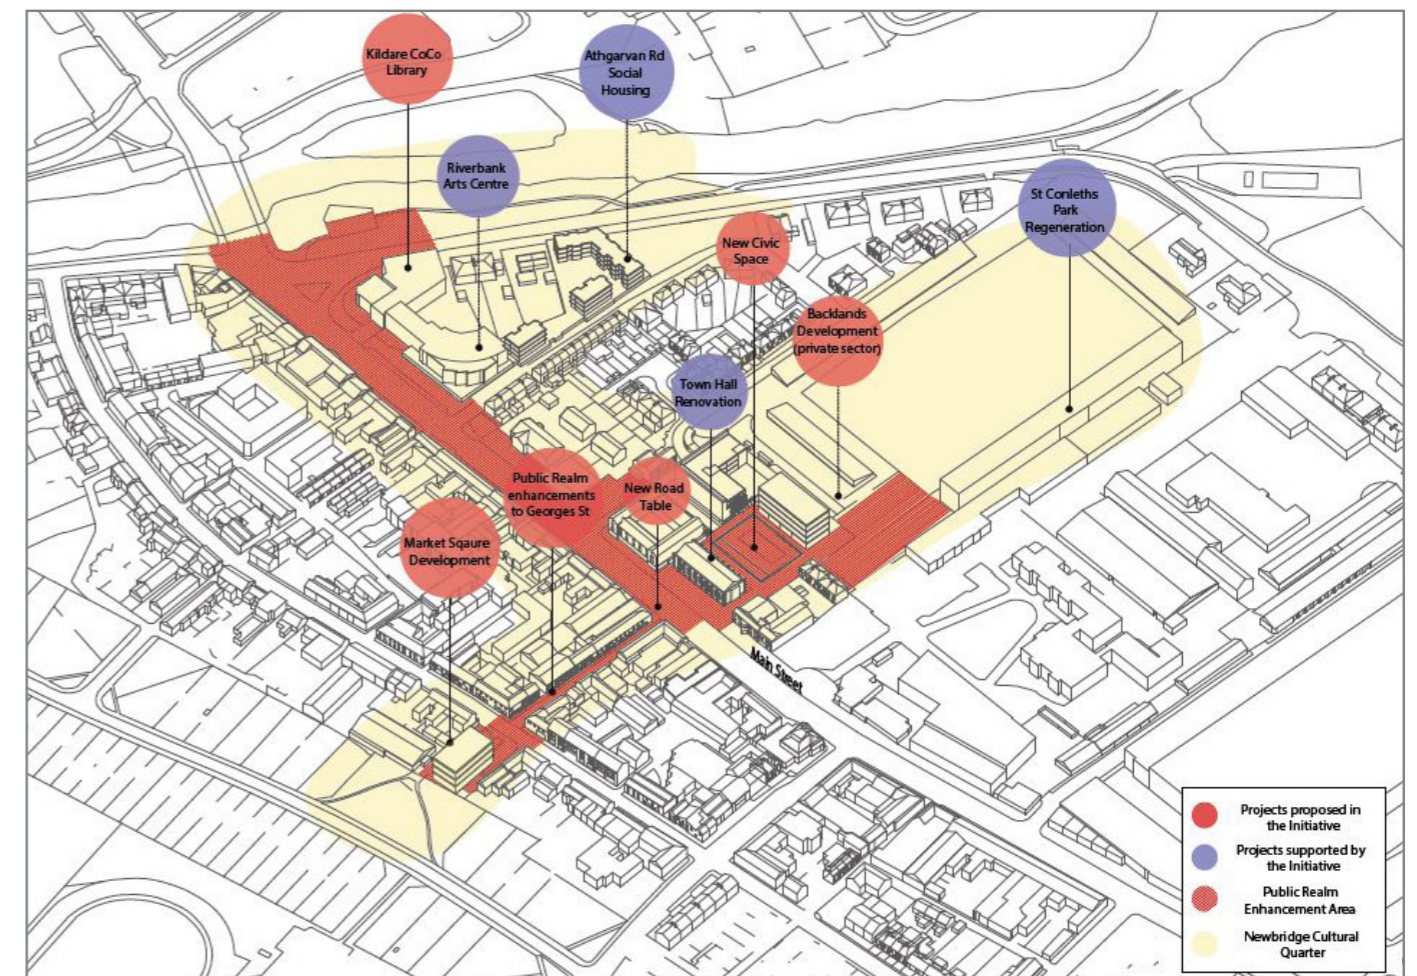 Kildare CoCo
Library
Athgarvan Rd
Social
Housing
Riverbank
Arts Centre
St Conleths
Park
Regeneration
New Civic
Space
Backlands
Development
(private sector)
Town Hall
Renovation
Public Realm
enhancements
to Georges St
New Road
Table
Market Sqaure
Development
Main Street
Projects proposed in
the Initiative
Projects supported by
the Initiative
Public Realm
Enhancement Area
Newbridge Cultural
Quarter